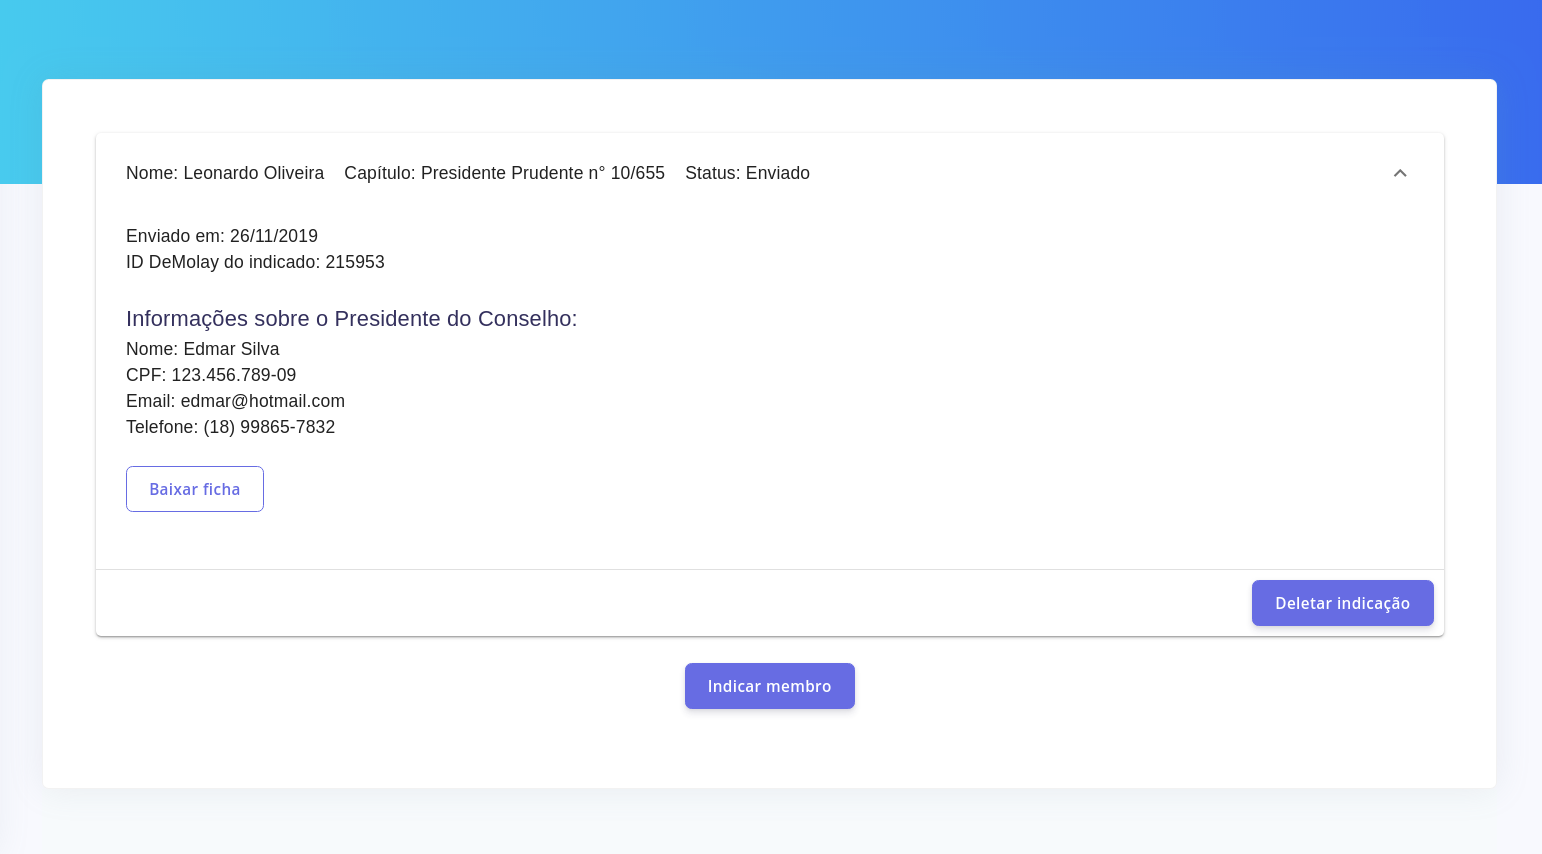 Nome: Leonardo Oliveira Capítulo: Presidente Prudente n° 10/655 Status: Enviado
Enviado em: 26/11/2019
ID DeMolay do indicado: 215953
Informações sobre o Presidente do Conselho:
Nome: Edmar Silva
CPF: 123.456.789-09
Email: edmar@hotmail.com
Telefone: (18) 99865-7832
Baixar ficha
Deletar indicação
Indicar membro